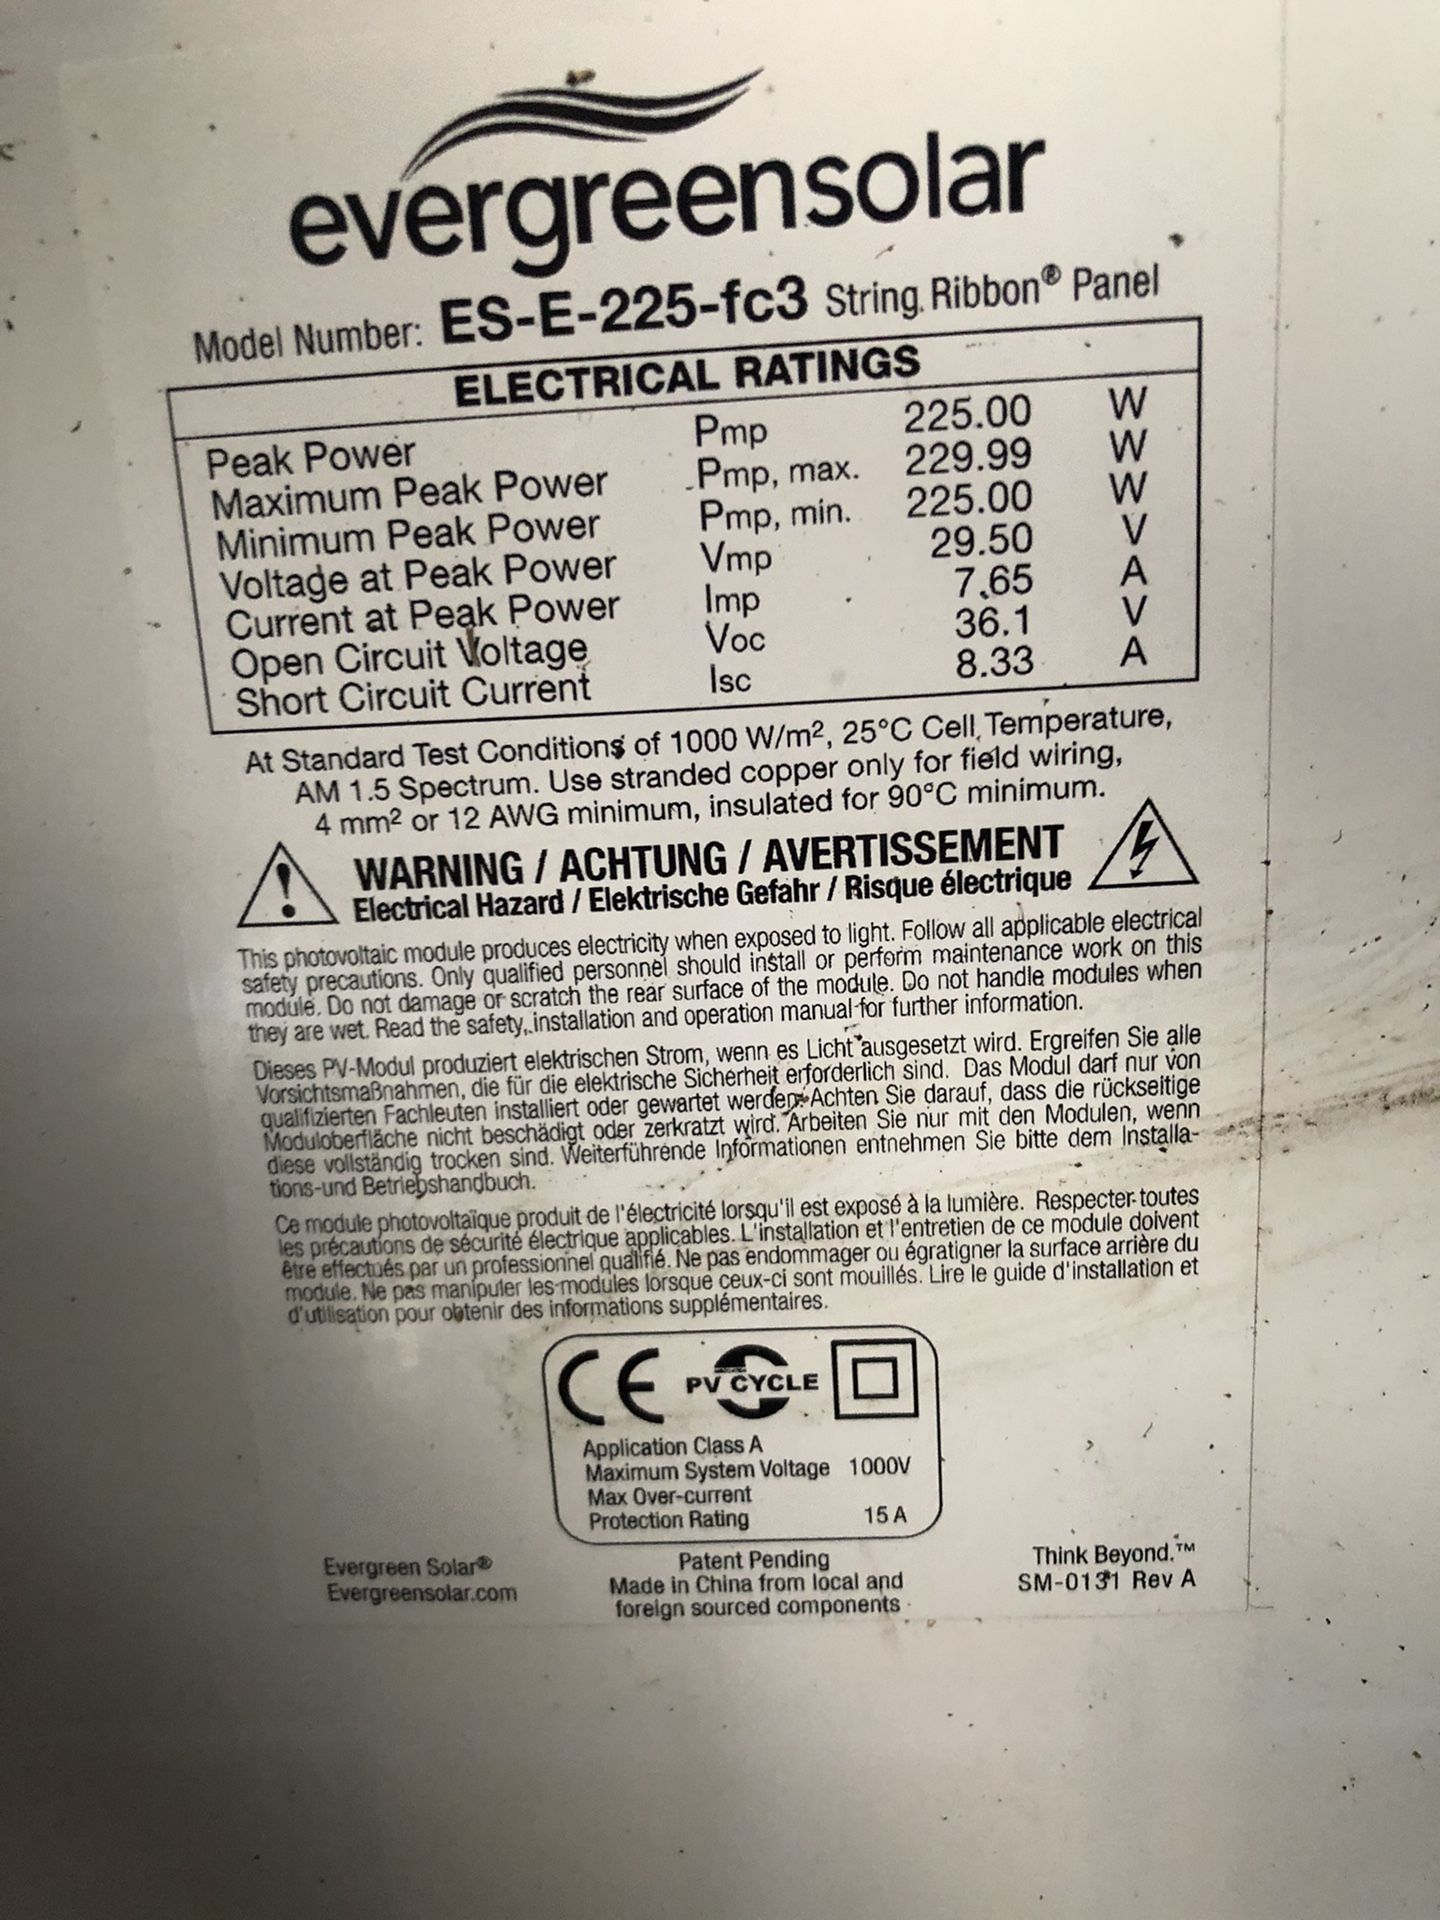 evergreensolar
Model Number: ES-E-225-fc3 String Ribbon® Panel
ELECTRICAL RATINGS
Peak Power Pmp 225.00 W
Maximum Peak Power Pmp, max. 229.99 W
Minimum Peak Power Pmp, min. 225.00 W
Voltage at Peak Power Vmp 29.50 V
Current at Peak Power Imp 7.65 A
Open Circuit Voltage Voc 36.1 V
Short Circuit Current Isc 8.33 A
At Standard Test Conditions of 1000 W/m², 25°C Cell Temperature,
AM 1.5 Spectrum. Use stranded copper only for field wiring,
4 mm² or 12 AWG minimum, insulated for 90°C minimum.
WARNING / ACHTUNG / AVERTISSEMENT
Electrical Hazard / Elektrische Gefahr / Risque électrique
This photovoltaic module produces electricity when exposed to light. Follow all applicable electrical
safety precautions. Only qualified personnel should install or perform maintenance work on this
module. Do not damage or scratch the rear surface of the module. Do not handle modules when
they are wet. Read the safety, installation and operation manual for further information.
Dieses PV-Modul produziert elektrischen Strom, wenn es Licht ausgesetzt wird. Ergreifen Sie alle
Vorsichtsmaßnahmen, die für die elektrische Sicherheit erforderlich sind. Das Modul darf nur von
qualifizierten Fachleuten installiert oder gewartet werden. Achten Sie darauf, dass die rückseitige
Moduloberfläche nicht beschädigt oder zerkratzt wird. Arbeiten Sie nur mit den Modulen, wenn
diese vollständig trocken sind. Weiterführende Informationen entnehmen Sie bitte dem Installa-
tions-und Betriebshandbuch.
Ce module photovoltaïque produit de l'électricité lorsqu'il est exposé à la lumière. Respecter toutes
les précautions de sécurité électrique applicables. L'installation et l'entretien de ce module doivent
être effectués par un professionnel qualifié. Ne pas endommager ou égratigner la surface arrière du
module. Ne pas manipuler les modules lorsque ceux-ci sont mouillés. Lire le guide d'installation et
d'utilisation pour obtenir des informations supplémentaires.
CE PV CYCLE
Application Class A
Maximum System Voltage 1000V
Max Over-current
Protection Rating 15 A
Evergreen Solar®
Evergreensolar.com
Patent Pending
Made in China from local and
foreign sourced components
Think Beyond.™
SM-0131 Rev A